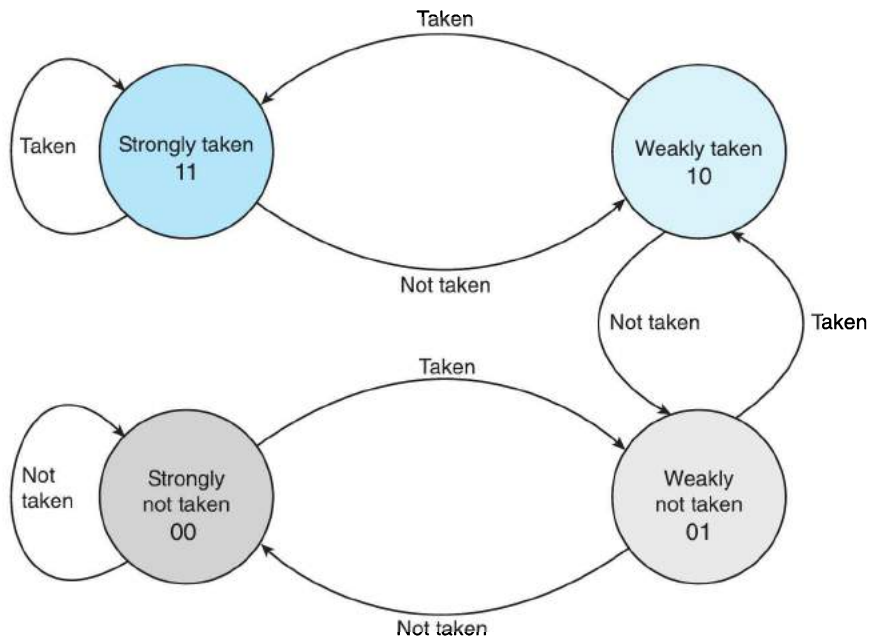 Taken
Taken
Strongly taken
11
Weakly taken
10
Not taken
Not taken
Taken
Taken
Not
taken
Strongly
not taken
00
Weakly
not taken
01
Not taken